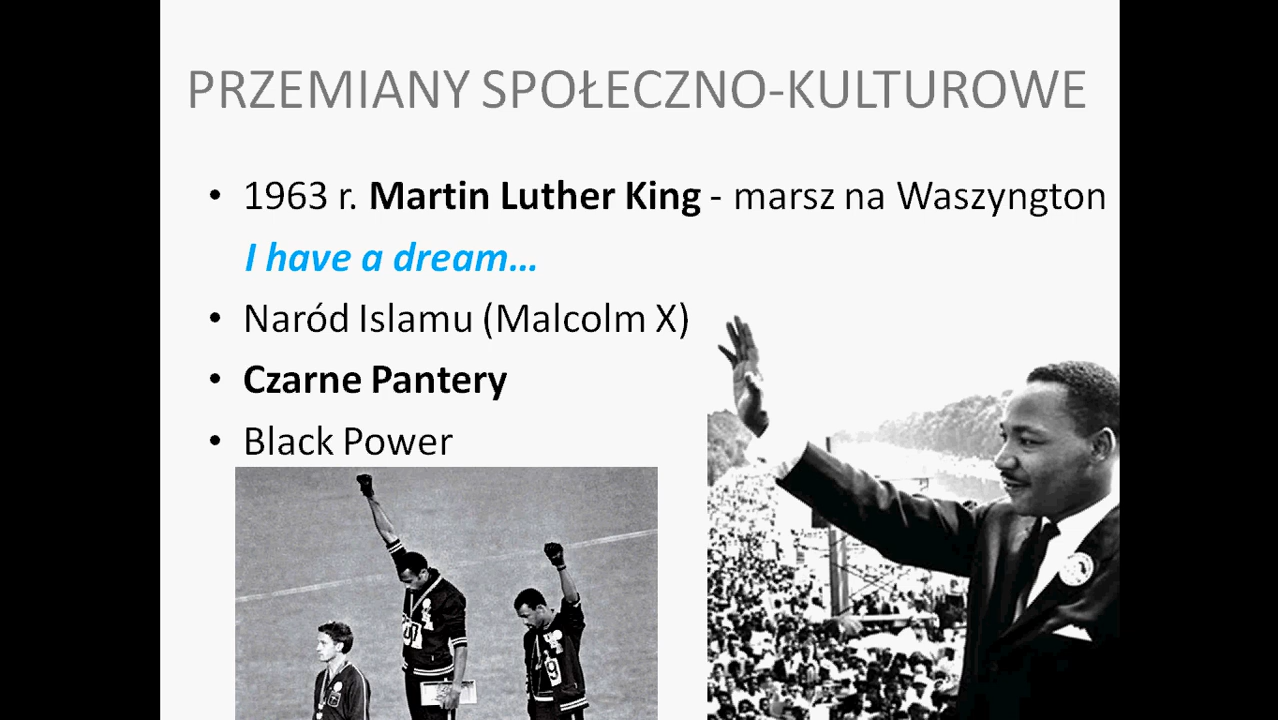 PRZEMIANY SPOŁECZNO-KULTUROWE
• 1963 r. Martin Luther King - marsz na Waszyngton
I have a dream...
• Naród Islamu (Malcolm X)
• Czarne Pantery
• Black Power